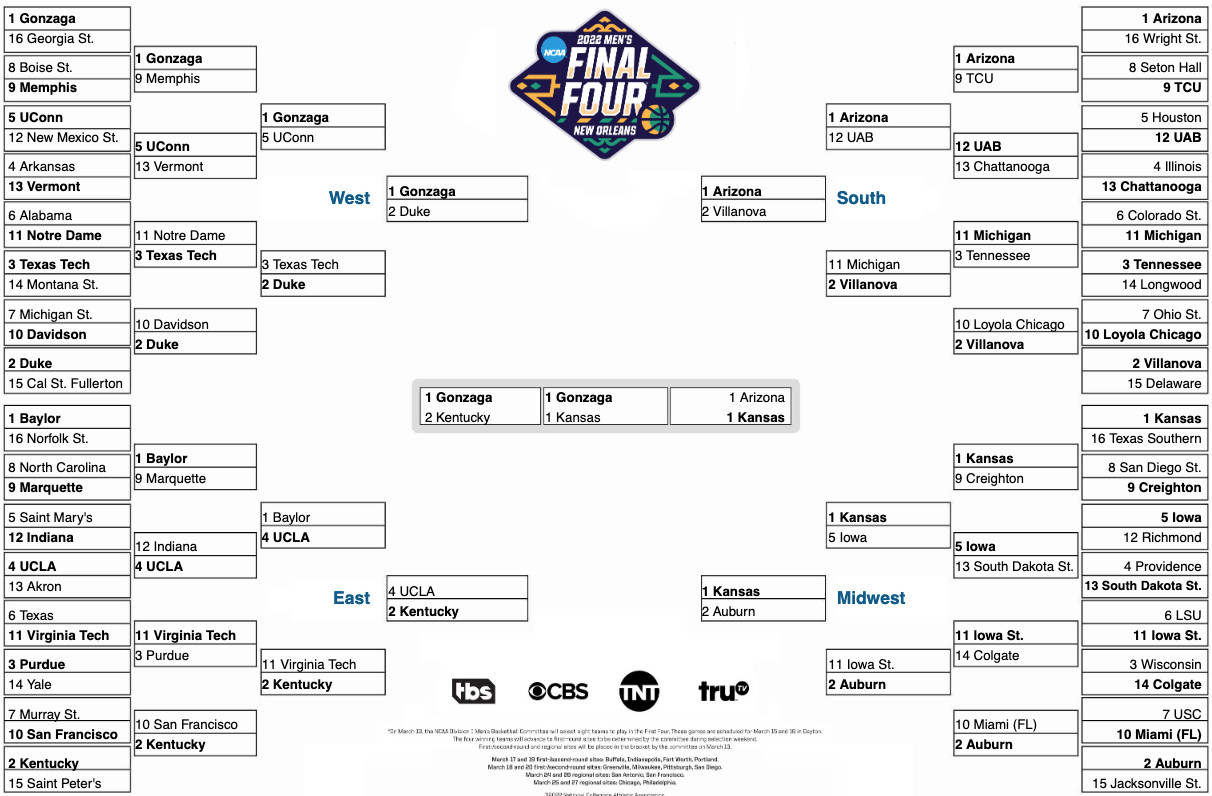 1 Gonzaga
16 Georgia St.
8 Boise St.
9 Memphis
5 UConn
12 New Mexico St.
4 Arkansas
13 Vermont
6 Alabama
11 Notre Dame
3 Texas Tech
14 Montana St.
7 Michigan St.
10 Davidson
2 Duke
15 Cal St. Fullerton
1 Gonzaga
9 Memphis
5 UConn
13 Vermont
11 Notre Dame
3 Texas Tech
10 Davidson
2 Duke
1 Gonzaga
5 UConn
3 Texas Tech
2 Duke
West
1 Gonzaga
2 Duke
1 Baylor
16 Norfolk St.
8 North Carolina
9 Marquette
5 Saint Mary's
12 Indiana
4 UCLA
13 Akron
6 Texas
11 Virginia Tech
3 Purdue
14 Yale
7 Murray St.
10 San Francisco
2 Kentucky
15 Saint Peter's
1 Baylor
9 Marquette
12 Indiana
4 UCLA
11 Virginia Tech
3 Purdue
10 San Francisco
2 Kentucky
1 Baylor
4 UCLA
11 Virginia Tech
2 Kentucky
East
4 UCLA
2 Kentucky
2022 MEN'S
NCAA
FINAL
FOUR
NEW ORLEANS
1 Gonzaga
2 Kentucky
1 Gonzaga
1 Kansas
1 Arizona
1 Kansas
1 Arizona
2 Villanova
South
1 Arizona
12 UAB
11 Michigan
2 Villanova
1 Arizona
9 TCU
12 UAB
13 Chattanooga
11 Michigan
3 Tennessee
10 Loyola Chicago
2 Villanova
1 Arizona
16 Wright St.
8 Seton Hall
9 TCU
5 Houston
12 UAB
4 Illinois
13 Chattanooga
6 Colorado St.
11 Michigan
3 Tennessee
14 Longwood
7 Ohio St.
10 Loyola Chicago
2 Villanova
15 Delaware
1 Kansas
2 Auburn
Midwest
1 Kansas
5 Iowa
11 Iowa St.
2 Auburn
1 Kansas
9 Creighton
5 Iowa
13 South Dakota St.
11 Iowa St.
14 Colgate
10 Miami (FL)
2 Auburn
1 Kansas
16 Texas Southern
8 San Diego St.
9 Creighton
5 Iowa
12 Richmond
4 Providence
13 South Dakota St.
6 LSU
11 Iowa St.
3 Wisconsin
14 Colgate
7 USC
10 Miami (FL)
2 Auburn
15 Jacksonville St.
tbs CBS TNT truTV
*On March 13, the NCAA Division I Men's Basketball Committee will select eight teams to play in the First Four. These games are scheduled for March 15 and 16 in Dayton.
The four winning teams will advance to first-round sites to be determined by the committee during selection weekend.
First/second-round and regional sites will be placed in the bracket by the committee on March 13.
March 17 and 19 first-/second-round sites: Buffalo, Indianapolis, Fort Worth, Portland.
March 18 and 20 first-/second-round sites: Greenville, Milwaukee, Pittsburgh, San Diego.
March 24 and 26 regional sites: San Antonio, San Francisco.
March 25 and 27 regional sites: Chicago, Philadelphia.
©2022 National Collegiate Athletic Association.